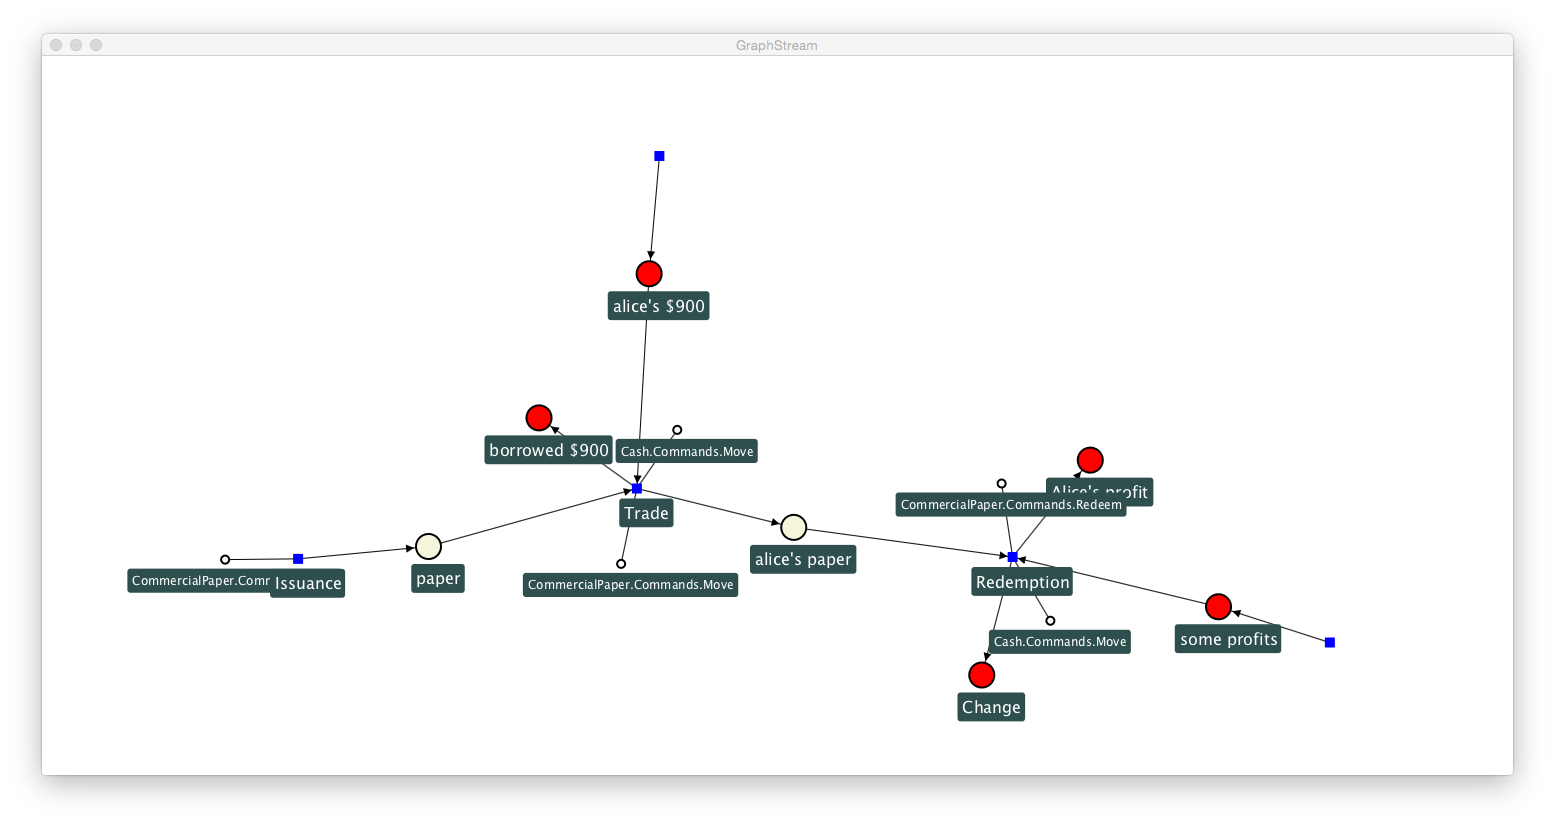 GraphStream
alice's $900
borrowed $900
Cash.Commands.Move
Trade
Alice's profit
CommercialPaper.Commands.Redeem
alice's paper
paper
CommercialPaper.Com
Issuance
CommercialPaper.Commands.Move
Redemption
some profits
Cash.Commands.Move
Change